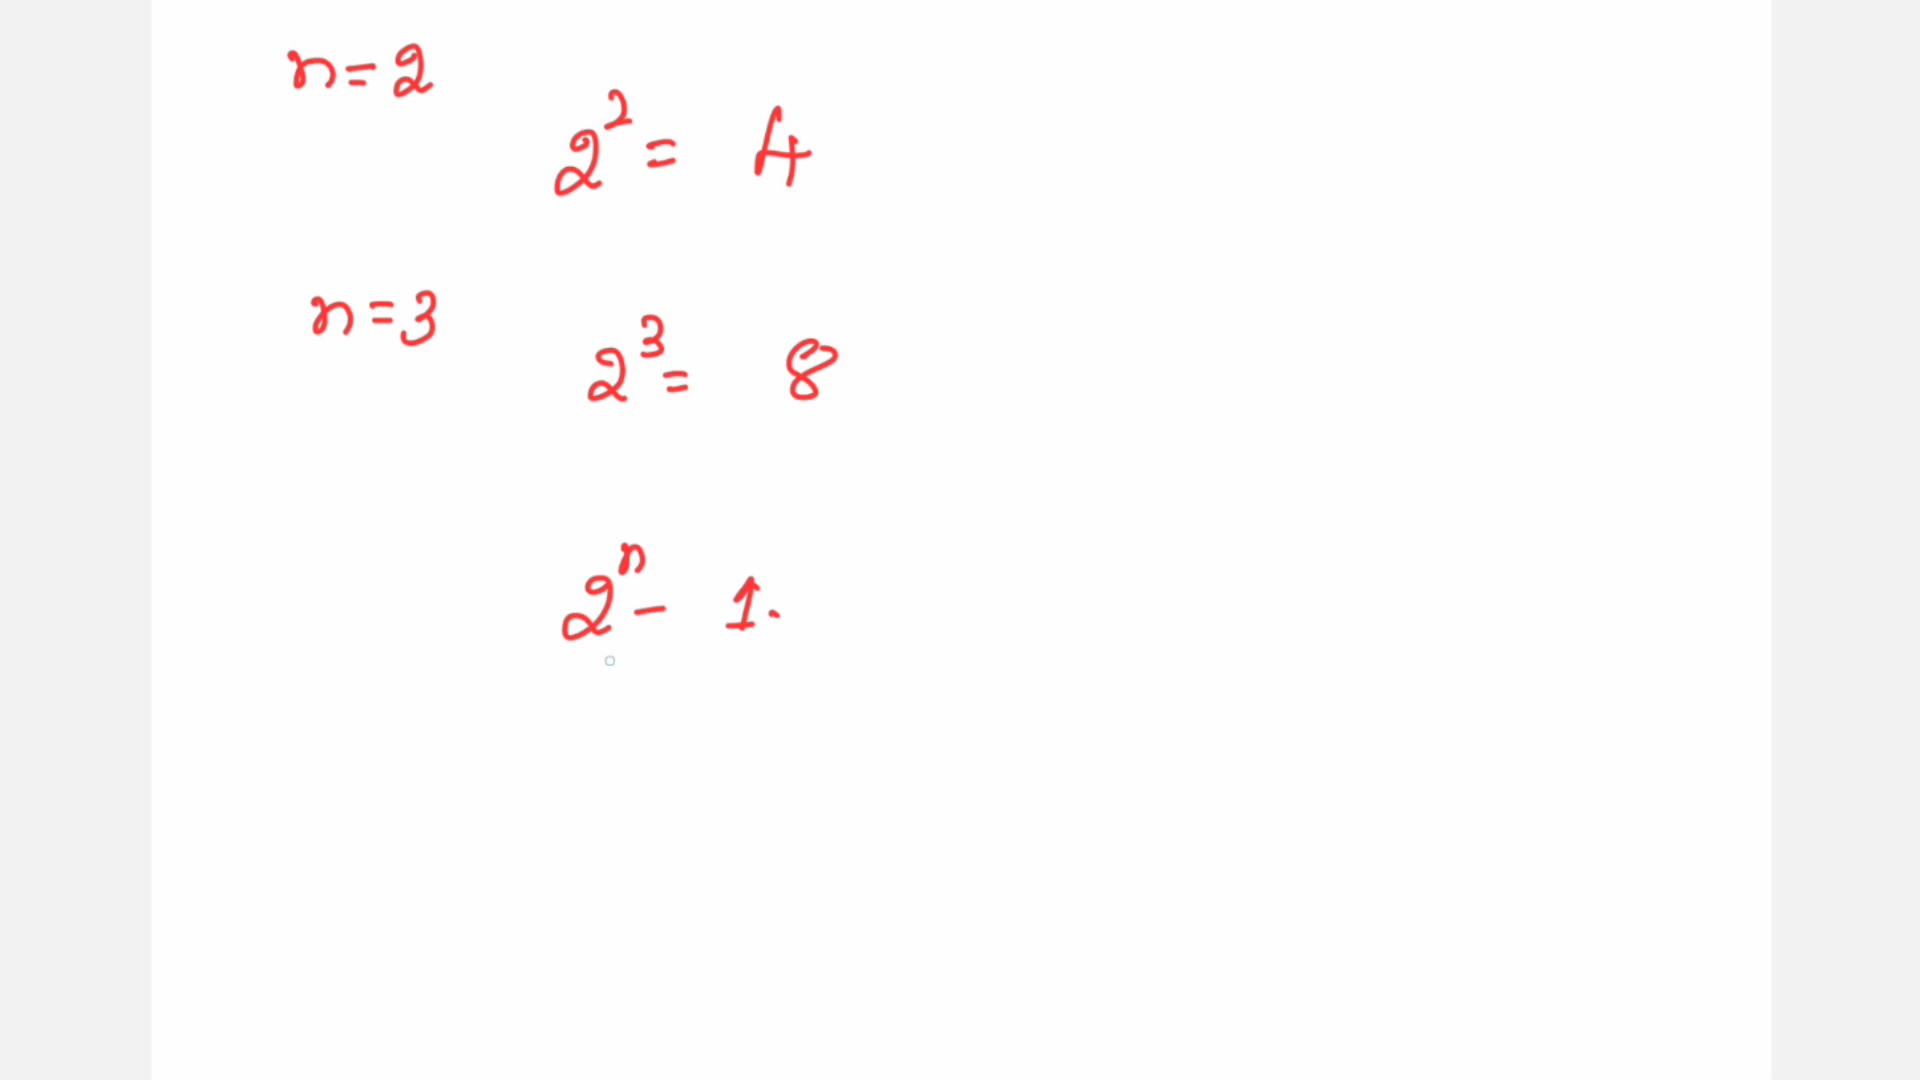 n = 2
2² = 4
n = 3
2³ = 8
2ⁿ - 1.